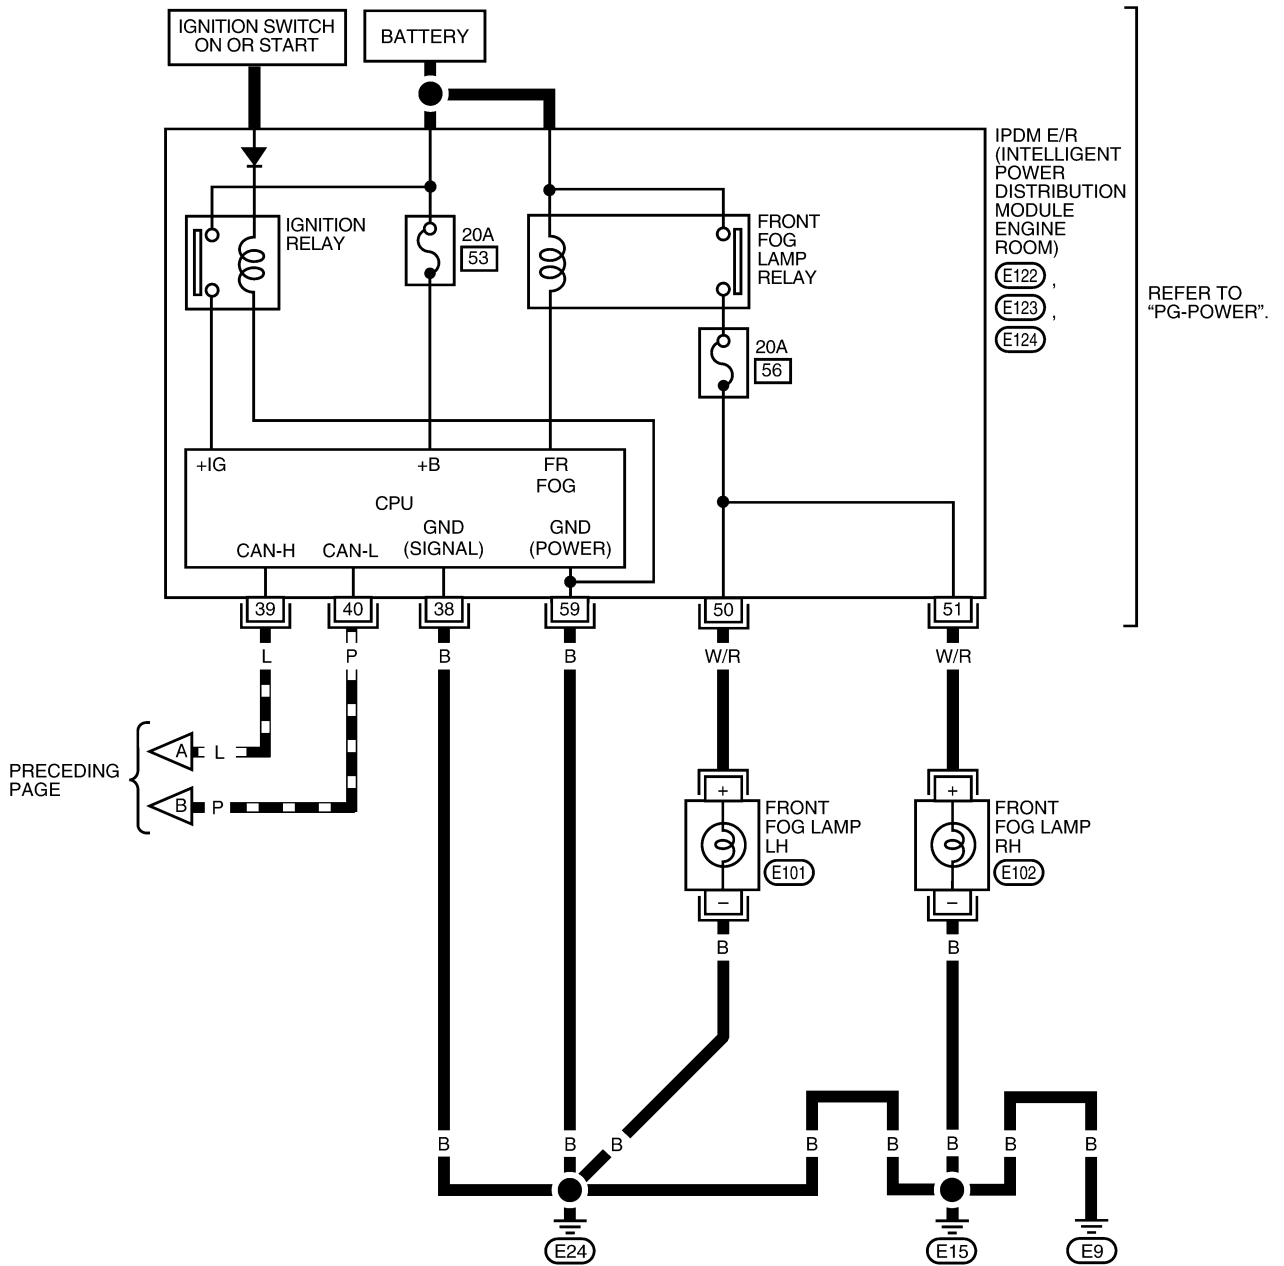 IGNITION SWITCH
ON OR START
BATTERY
IPDM E/R
(INTELLIGENT
POWER
DISTRIBUTION
MODULE
ENGINE
ROOM)
E122 ,
E123 ,
E124
REFER TO
“PG-POWER”.
IGNITION
RELAY
20A
53
FRONT
FOG
LAMP
RELAY
20A
56
+IG
+B
FR
FOG
CPU
GND
(SIGNAL)
GND
(POWER)
CAN-H
CAN-L
39
40
38
59
50
51
L
P
B
B
W/R
W/R
PRECEDING
PAGE
A
L
B
P
+
FRONT
FOG LAMP
LH
E101
−
+
FRONT
FOG LAMP
RH
E102
−
B
B
B
B
B
B
B
B
B
B
E24
E15
E9